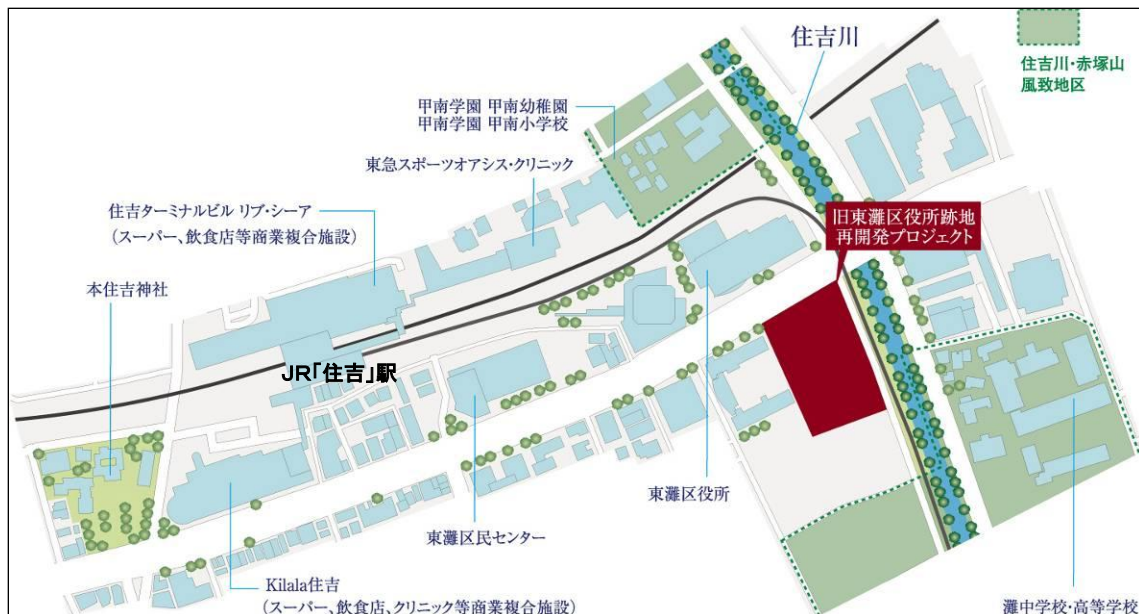 住吉川
住吉川・赤塚山
風致地区
甲南学園 甲南幼稚園
甲南学園 甲南小学校
東急スポーツオアシス・クリニック
住吉ターミナルビル リブ・シーア
（スーパー、飲食店等商業複合施設）
旧東灘区役所跡地
再開発プロジェクト
本住吉神社
JR「住吉」駅
東灘区役所
東灘区民センター
Kilala住吉
（スーパー、飲食店、クリニック等商業複合施設）
灘中学校・高等学校